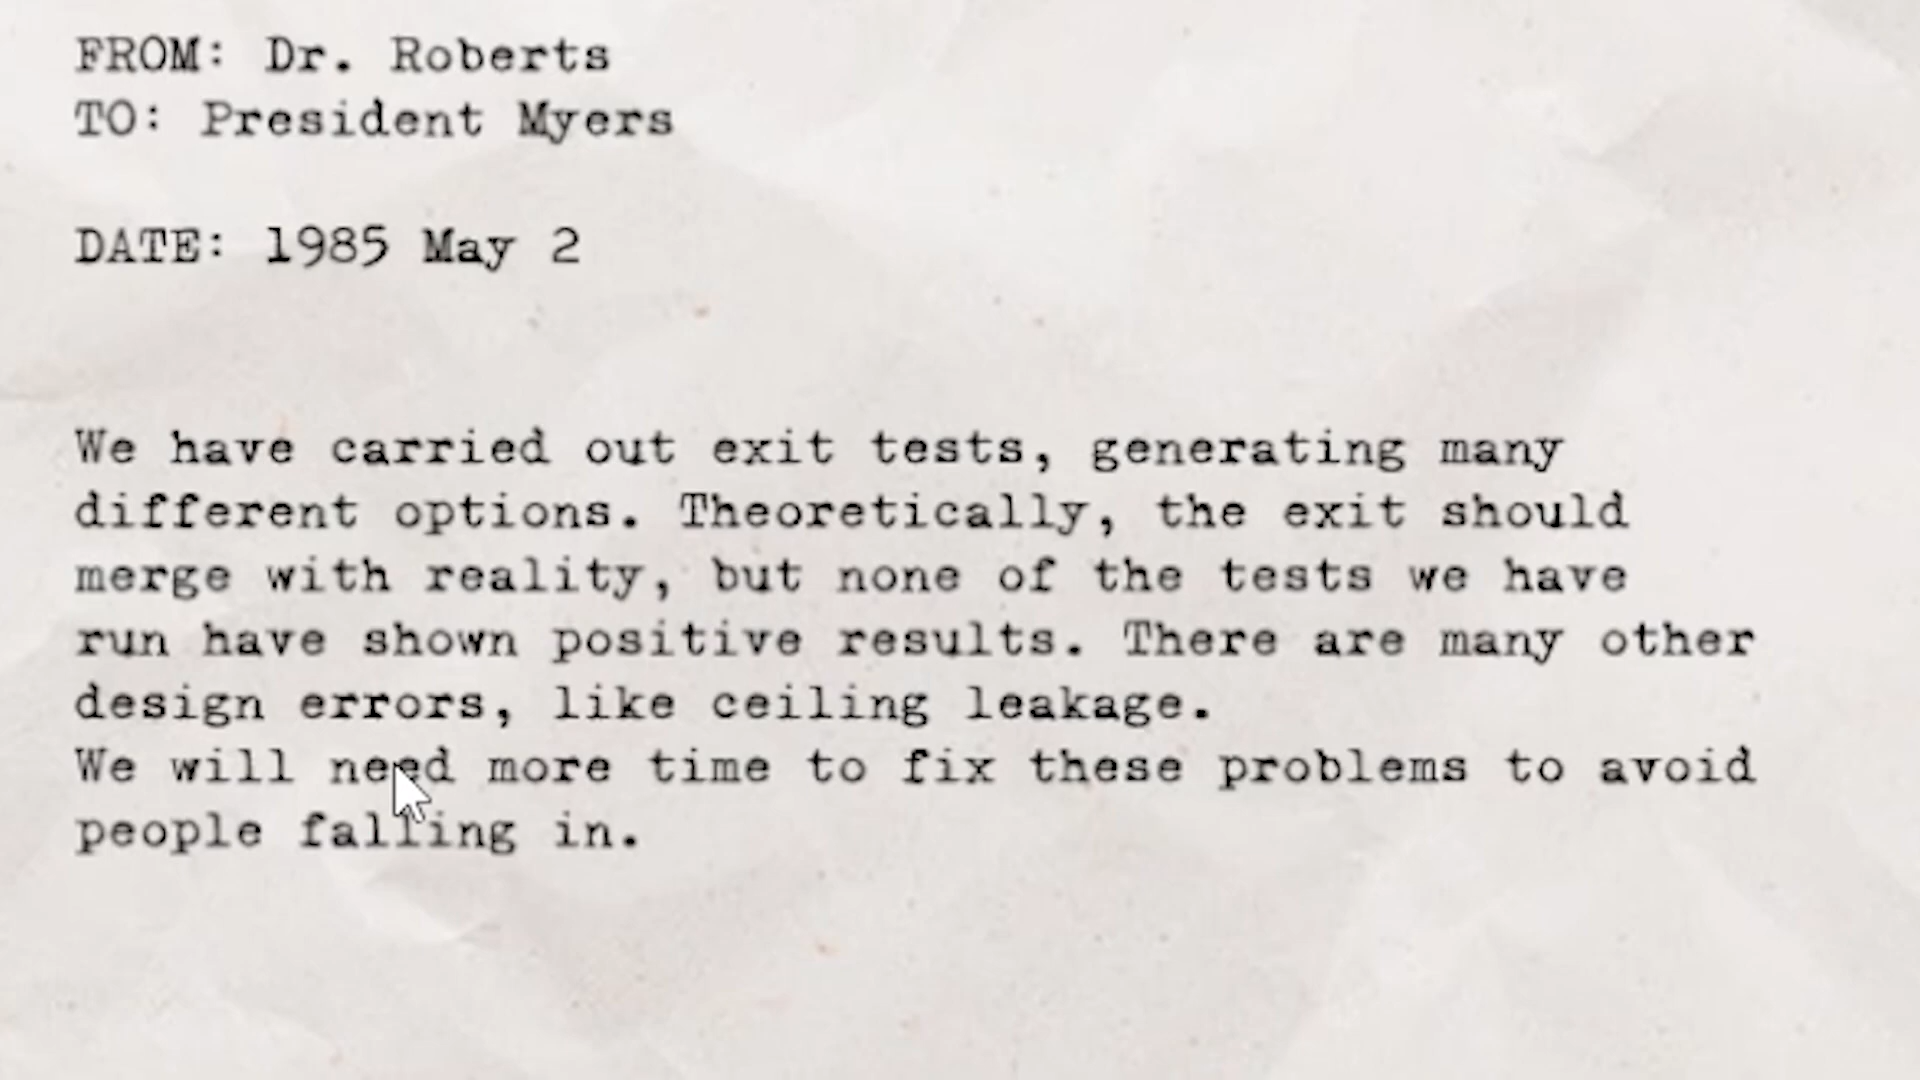 FROM: Dr. Roberts
TO: President Myers
DATE: 1985 May 2
We have carried out exit tests, generating many
different options. Theoretically, the exit should
merge with reality, but none of the tests we have
run have shown positive results. There are many other
design errors, like ceiling leakage.
We will need more time to fix these problems to avoid
people falling in.